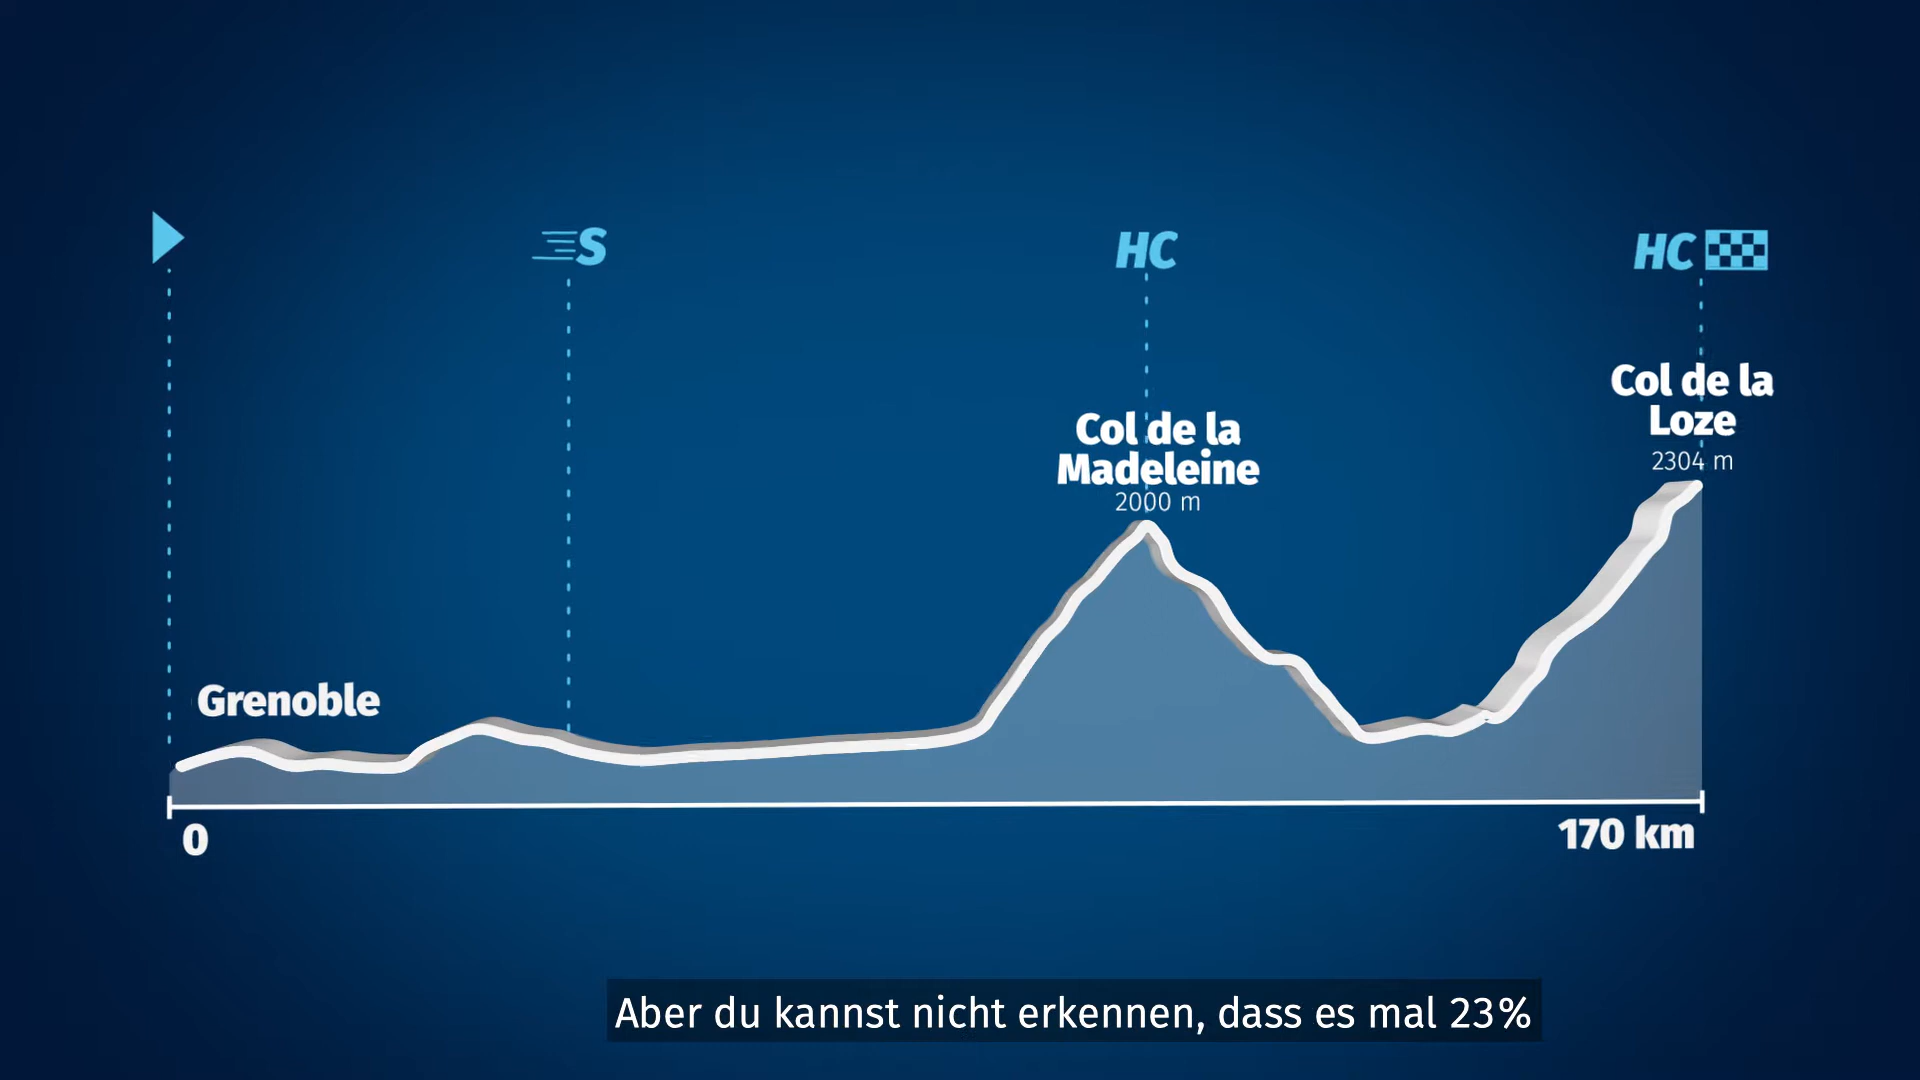 S
HC
HC
Col de la
Loze
2304 m
Col de la
Madeleine
2000 m
Grenoble
0
170 km
Aber du kannst nicht erkennen, dass es mal 23%